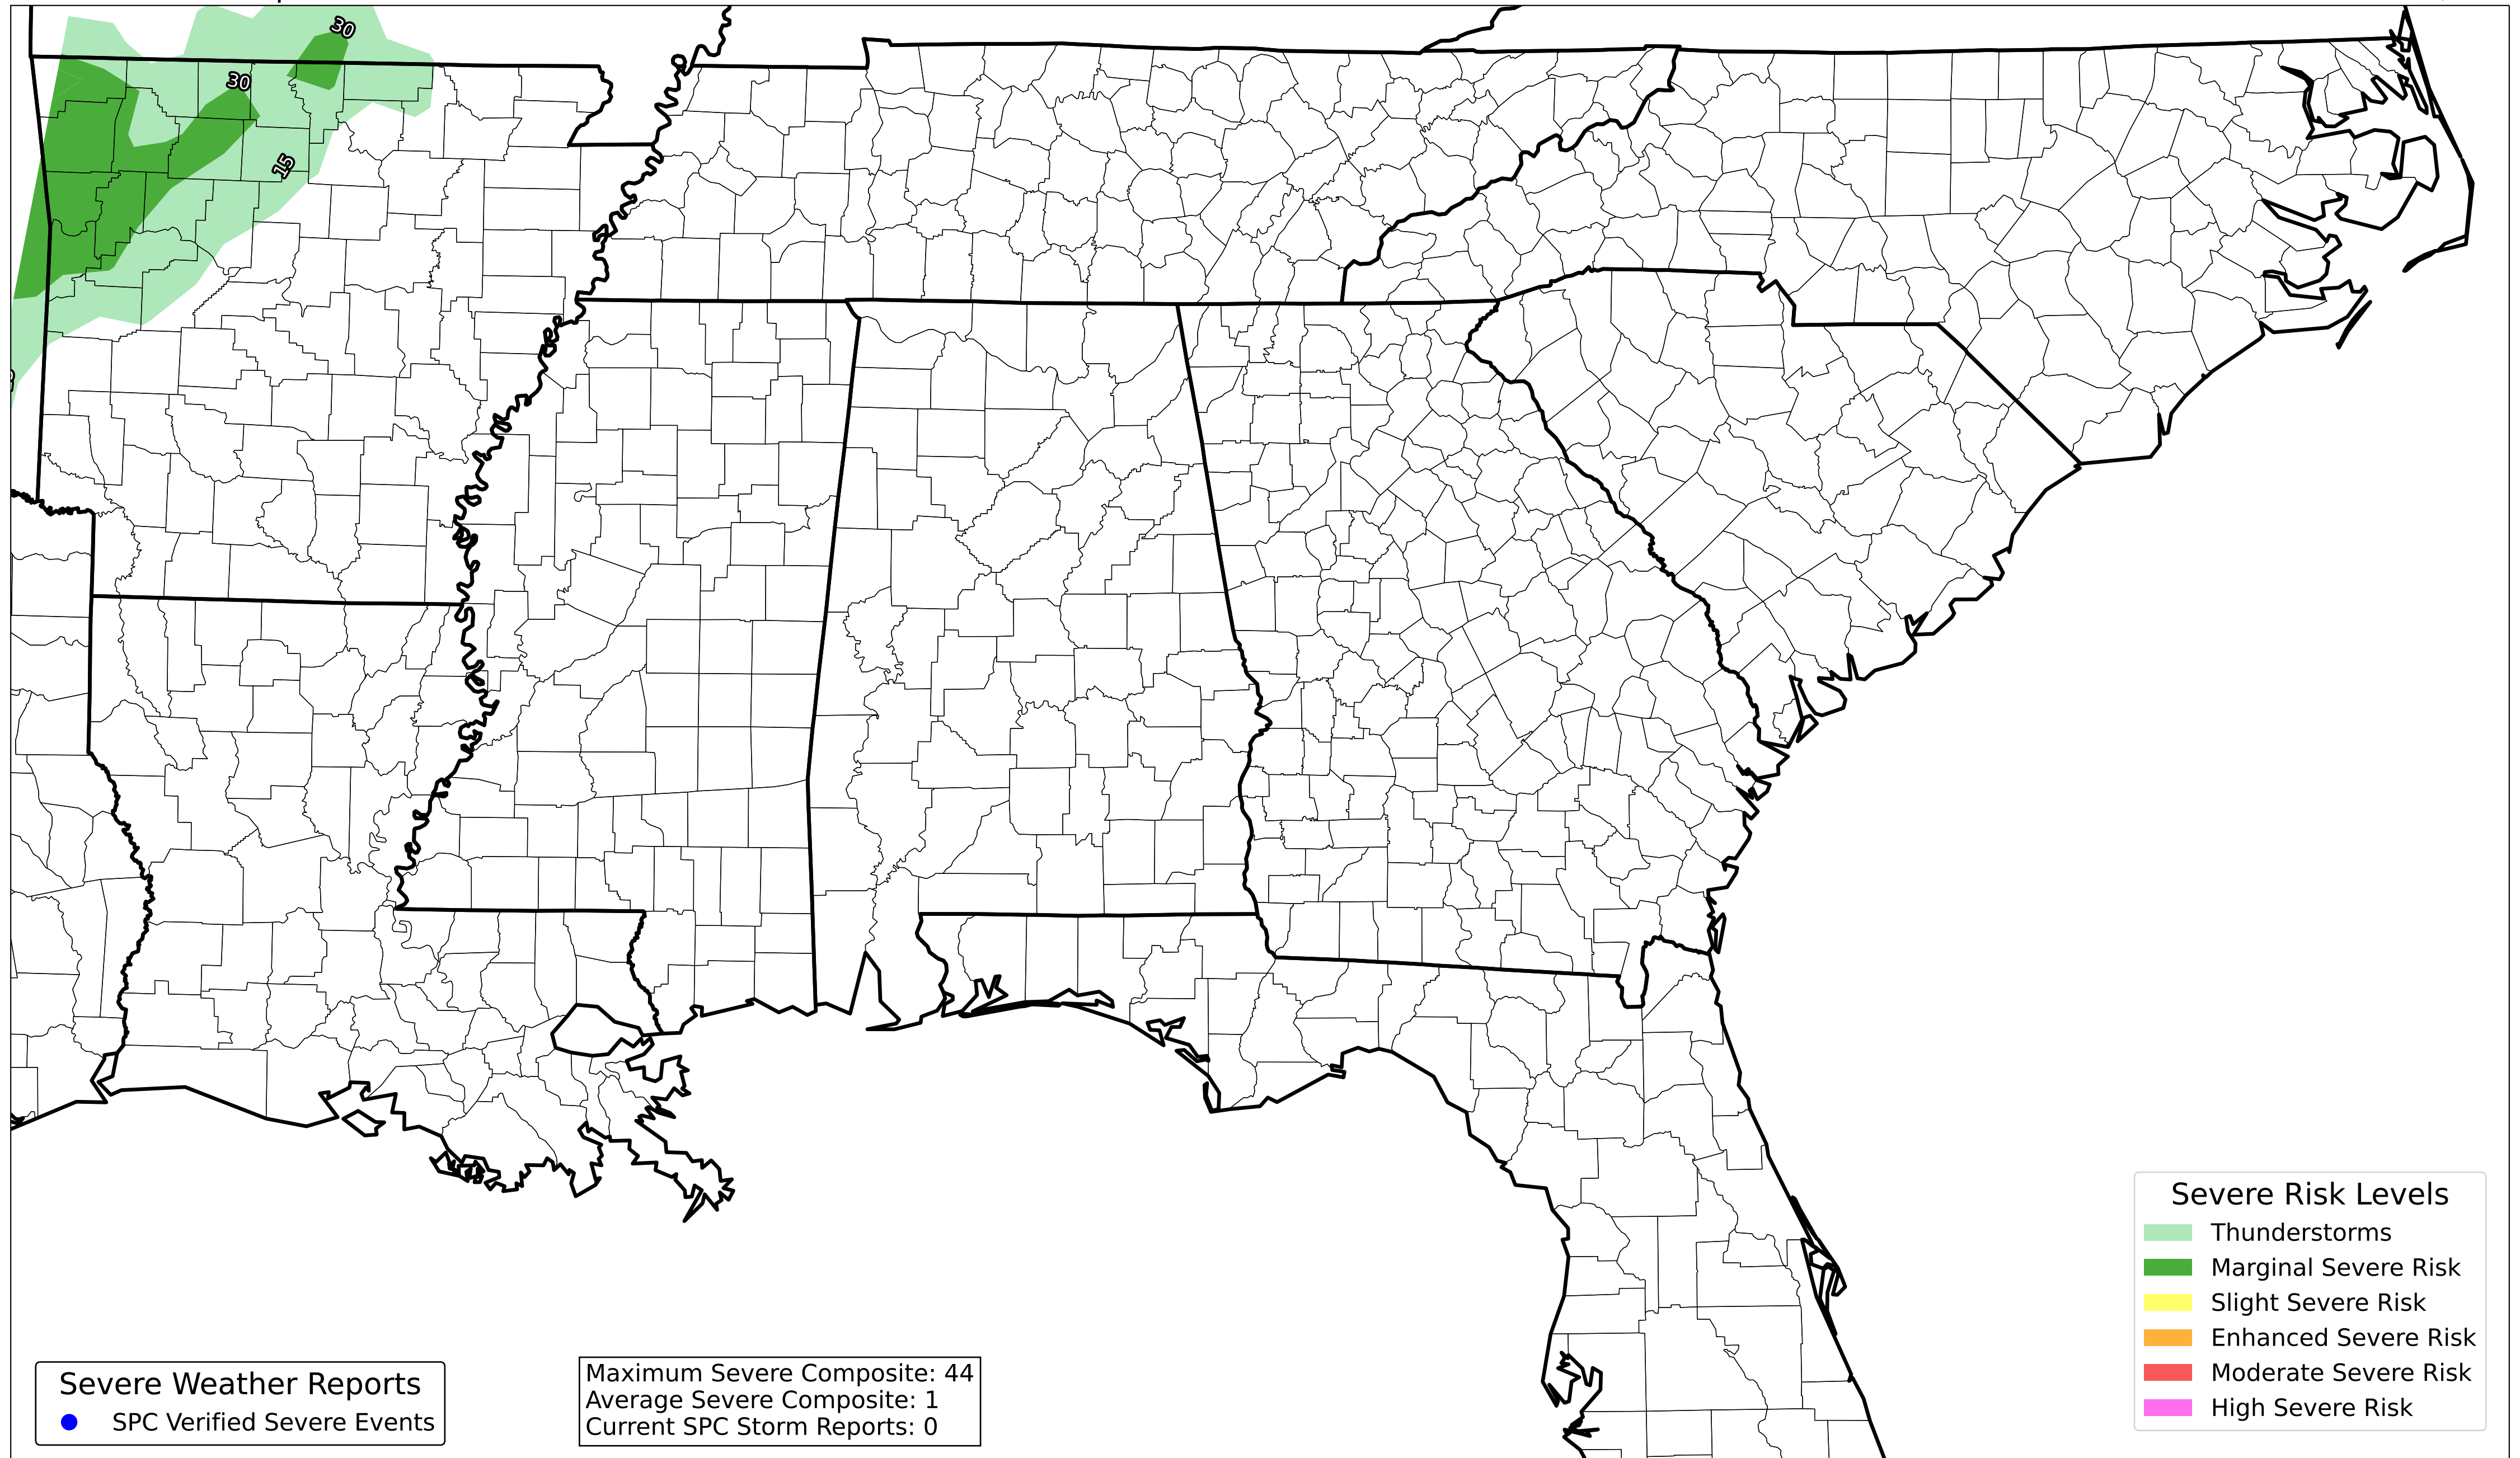 30
30
15
Severe Risk Levels
Thunderstorms
Marginal Severe Risk
Slight Severe Risk
Enhanced Severe Risk
Moderate Severe Risk
High Severe Risk
Severe Weather Reports
SPC Verified Severe Events
Maximum Severe Composite: 44
Average Severe Composite: 1
Current SPC Storm Reports: 0